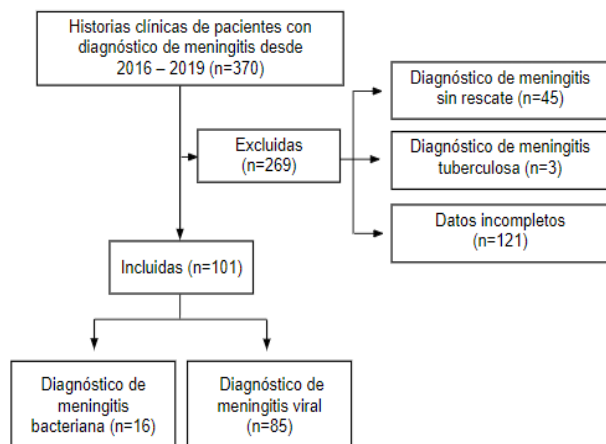 Historias clínicas de pacientes con
diagnóstico de meningitis desde
2016 – 2019 (n=370)
Diagnóstico de meningitis
sin rescate (n=45)
Excluidas
(n=269)
Diagnóstico de meningitis
tuberculosa (n=3)
Datos incompletos
(n=121)
Incluidas (n=101)
Diagnóstico de
meningitis
bacteriana (n=16)
Diagnóstico de
meningitis viral
(n=85)